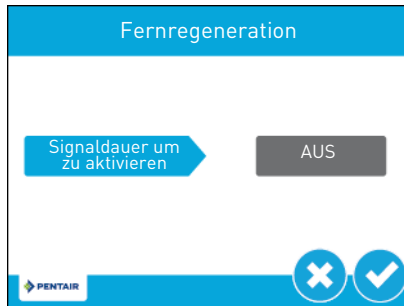 Fernregeneration
Signaldauer um
zu aktivieren
AUS
PENTAIR